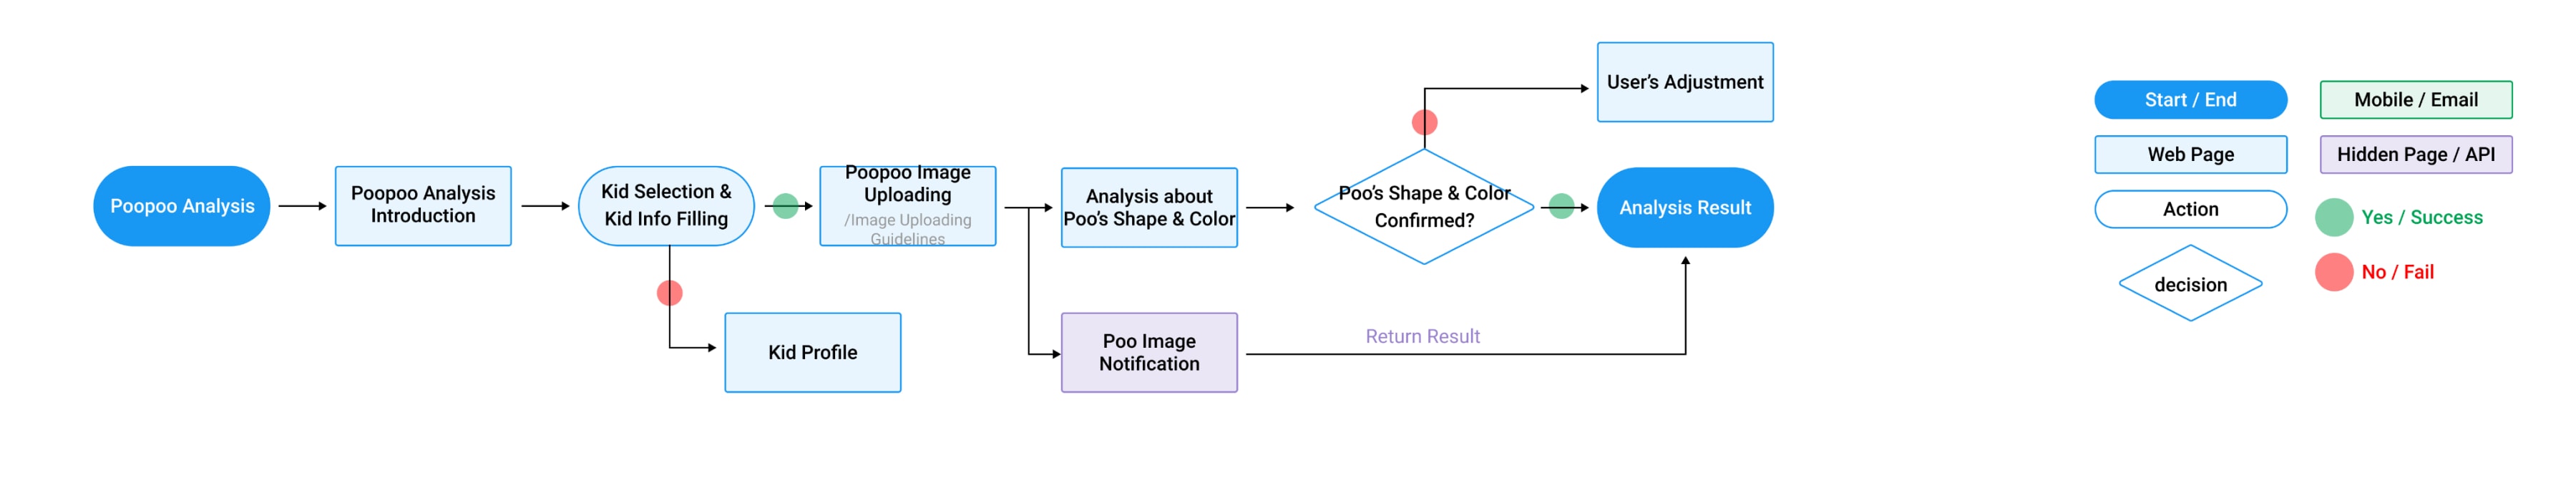 Poopoo Analysis
Poopoo Analysis
Introduction
Kid Selection &
Kid Info Filling
Kid Profile
Poopoo Image
Uploading
/Image Uploading
Guidelines
Analysis about
Poo's Shape & Color
Poo Image
Notification
Poo's Shape & Color
Confirmed?
Return Result
User's Adjustment
Analysis Result
Start / End
Mobile / Email
Web Page
Hidden Page / API
Action
Yes / Success
decision
No / Fail